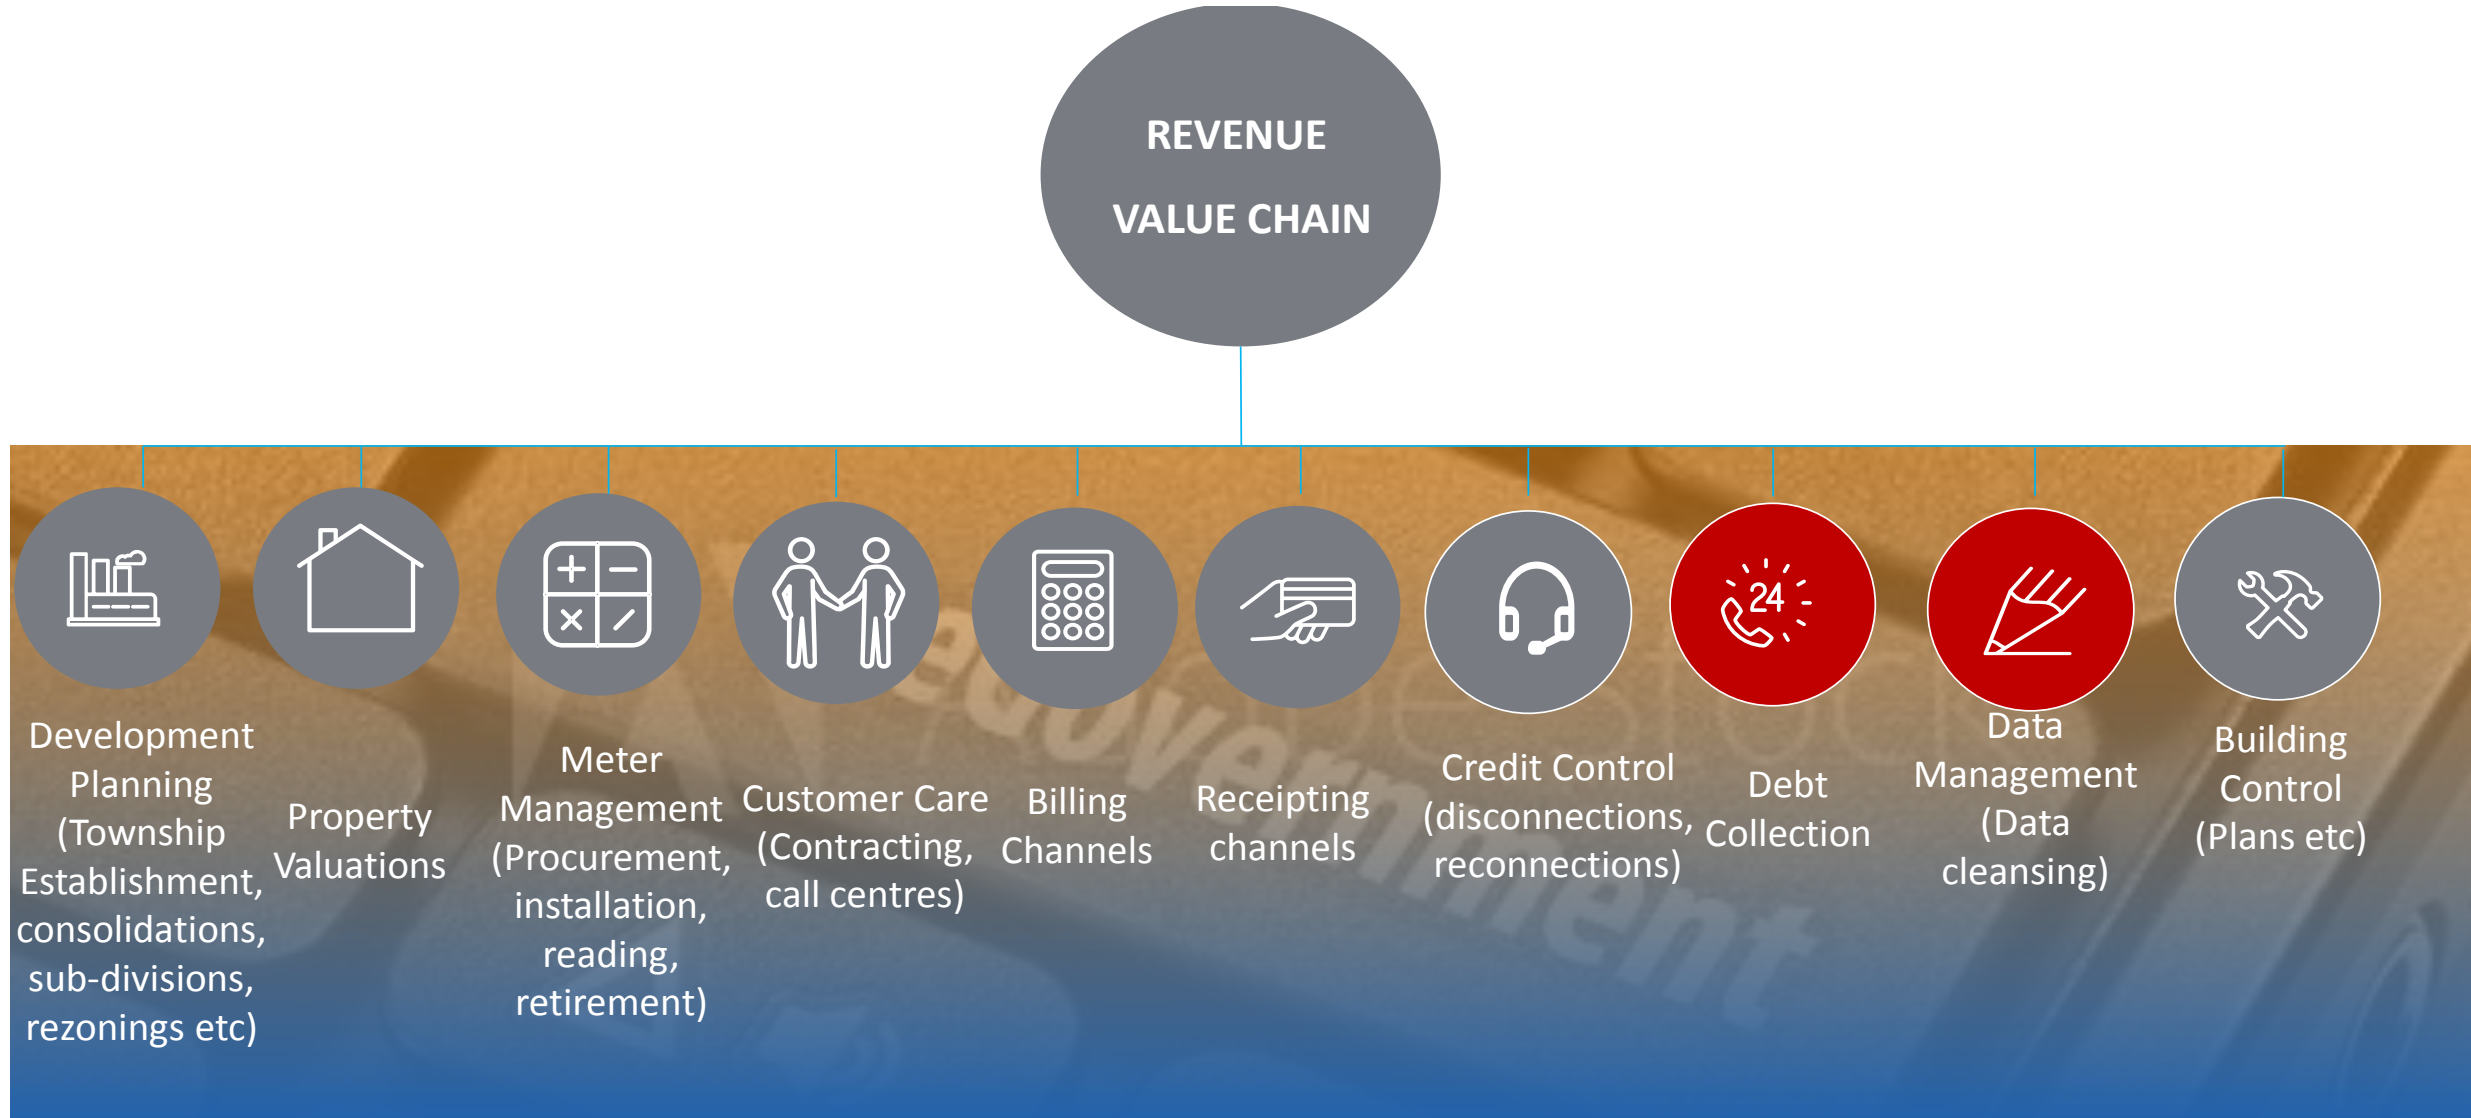 REVENUE
VALUE CHAIN
24
Development
Planning
(Township
Establishment,
consolidations,
sub-divisions,
rezonings etc)
Property
Valuations
Meter
Management
(Procurement,
installation,
reading,
retirement)
Customer Care
(Contracting,
call centres)
Billing
Channels
Receipting
channels
Credit Control
(disconnections,
reconnections)
Debt
Collection
Data
Management
(Data
cleansing)
Building
Control
(Plans etc)